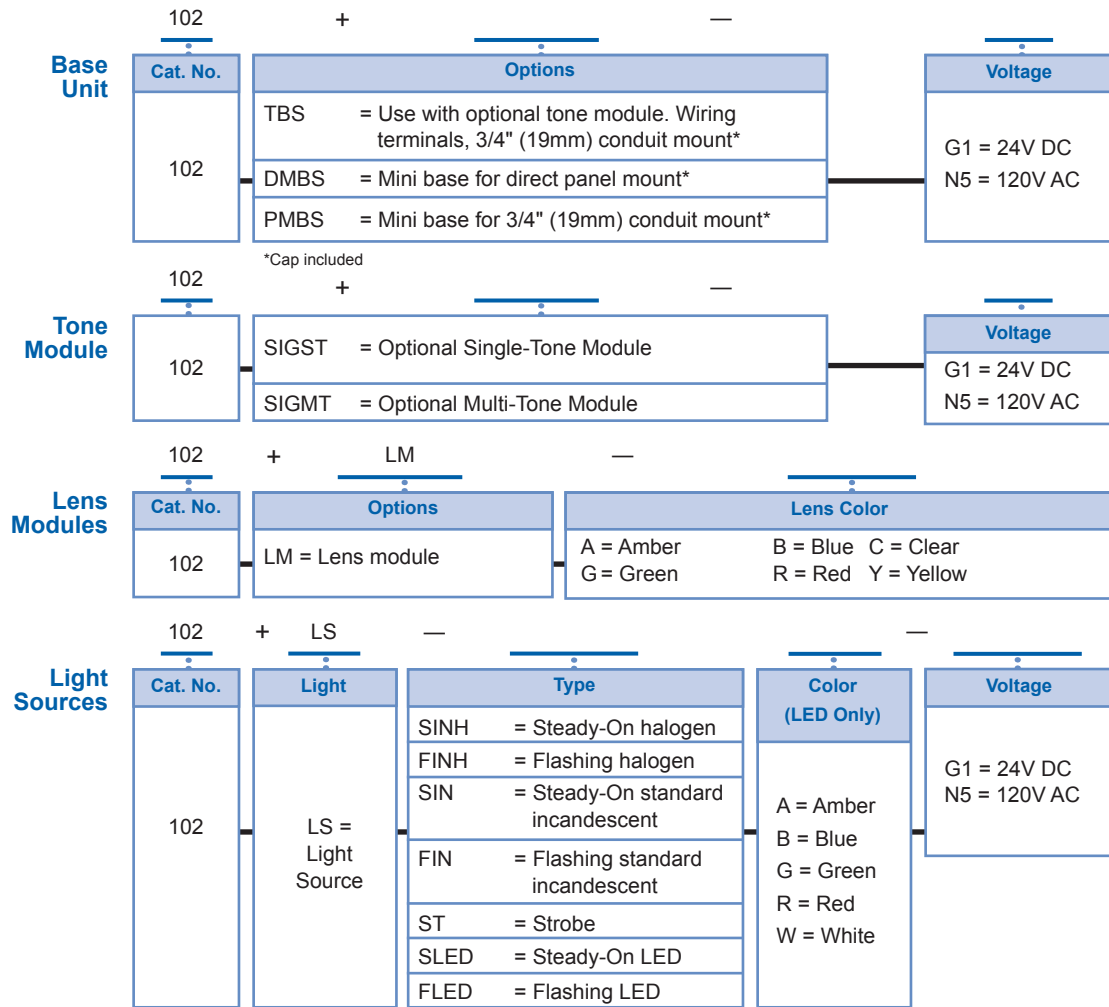 102 + —
Base Unit
Cat. No. Options Voltage
102
TBS = Use with optional tone module. Wiring
terminals, 3/4" (19mm) conduit mount*
DMBS = Mini base for direct panel mount*
PMBS = Mini base for 3/4" (19mm) conduit mount*
G1 = 24V DC
N5 = 120V AC
*Cap included
102 + —
Tone Module
Voltage
102
SIGST = Optional Single-Tone Module
SIGMT = Optional Multi-Tone Module
G1 = 24V DC
N5 = 120V AC
102 + LM —
Lens Modules
Cat. No. Options Lens Color
102
LM = Lens module
A = Amber B = Blue C = Clear
G = Green R = Red Y = Yellow
102 + LS — —
Light Sources
Cat. No. Light Type Color (LED Only) Voltage
102
LS =
Light
Source
SINH = Steady-On halogen
FINH = Flashing halogen
SIN = Steady-On standard
incandescent
FIN = Flashing standard
incandescent
ST = Strobe
SLED = Steady-On LED
FLED = Flashing LED
A = Amber
B = Blue
G = Green
R = Red
W = White
G1 = 24V DC
N5 = 120V AC